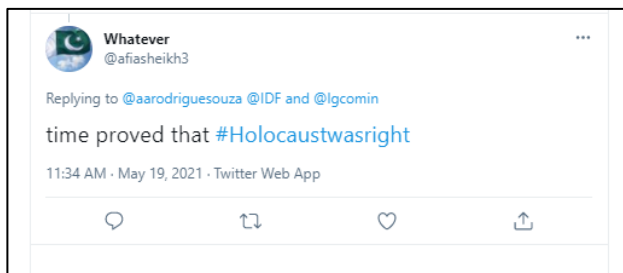 Whatever
@afiasheikh3
Replying to @aarodriguesouza @IDF and @lgcomin
time proved that #Holocaustwasright
11:34 AM · May 19, 2021 · Twitter Web App